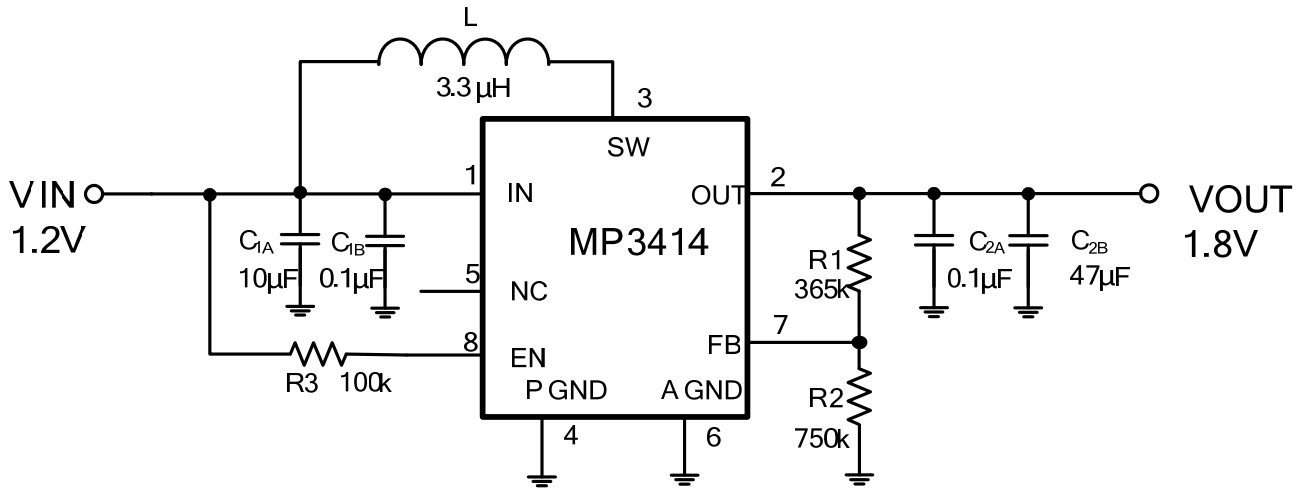 L
3.3 µH
3
SW
VIN
1.2V
1
IN
OUT
2
VOUT
1.8V
MP3414
C1A
10µF
C1B
0.1µF
5
NC
R1
365k
C2A
0.1µF
C2B
47µF
7
FB
8
EN
R3 100k
P GND
A GND
R2
750k
4
6